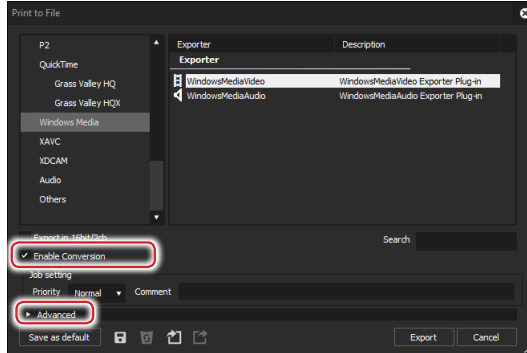 Print to File
P2
QuickTime
Grass Valley HQ
Grass Valley HQX
Windows Media
XAVC
XDCAM
Audio
Others
Exporter Description
Exporter
WindowsMediaVideo WindowsMediaVideo Exporter Plug-in
WindowsMediaAudio WindowsMediaAudio Exporter Plug-in
Export in 16bit/2ch
Search
Enable Conversion
Job setting
Priority Normal Comment
Advanced
Save as default Export Cancel